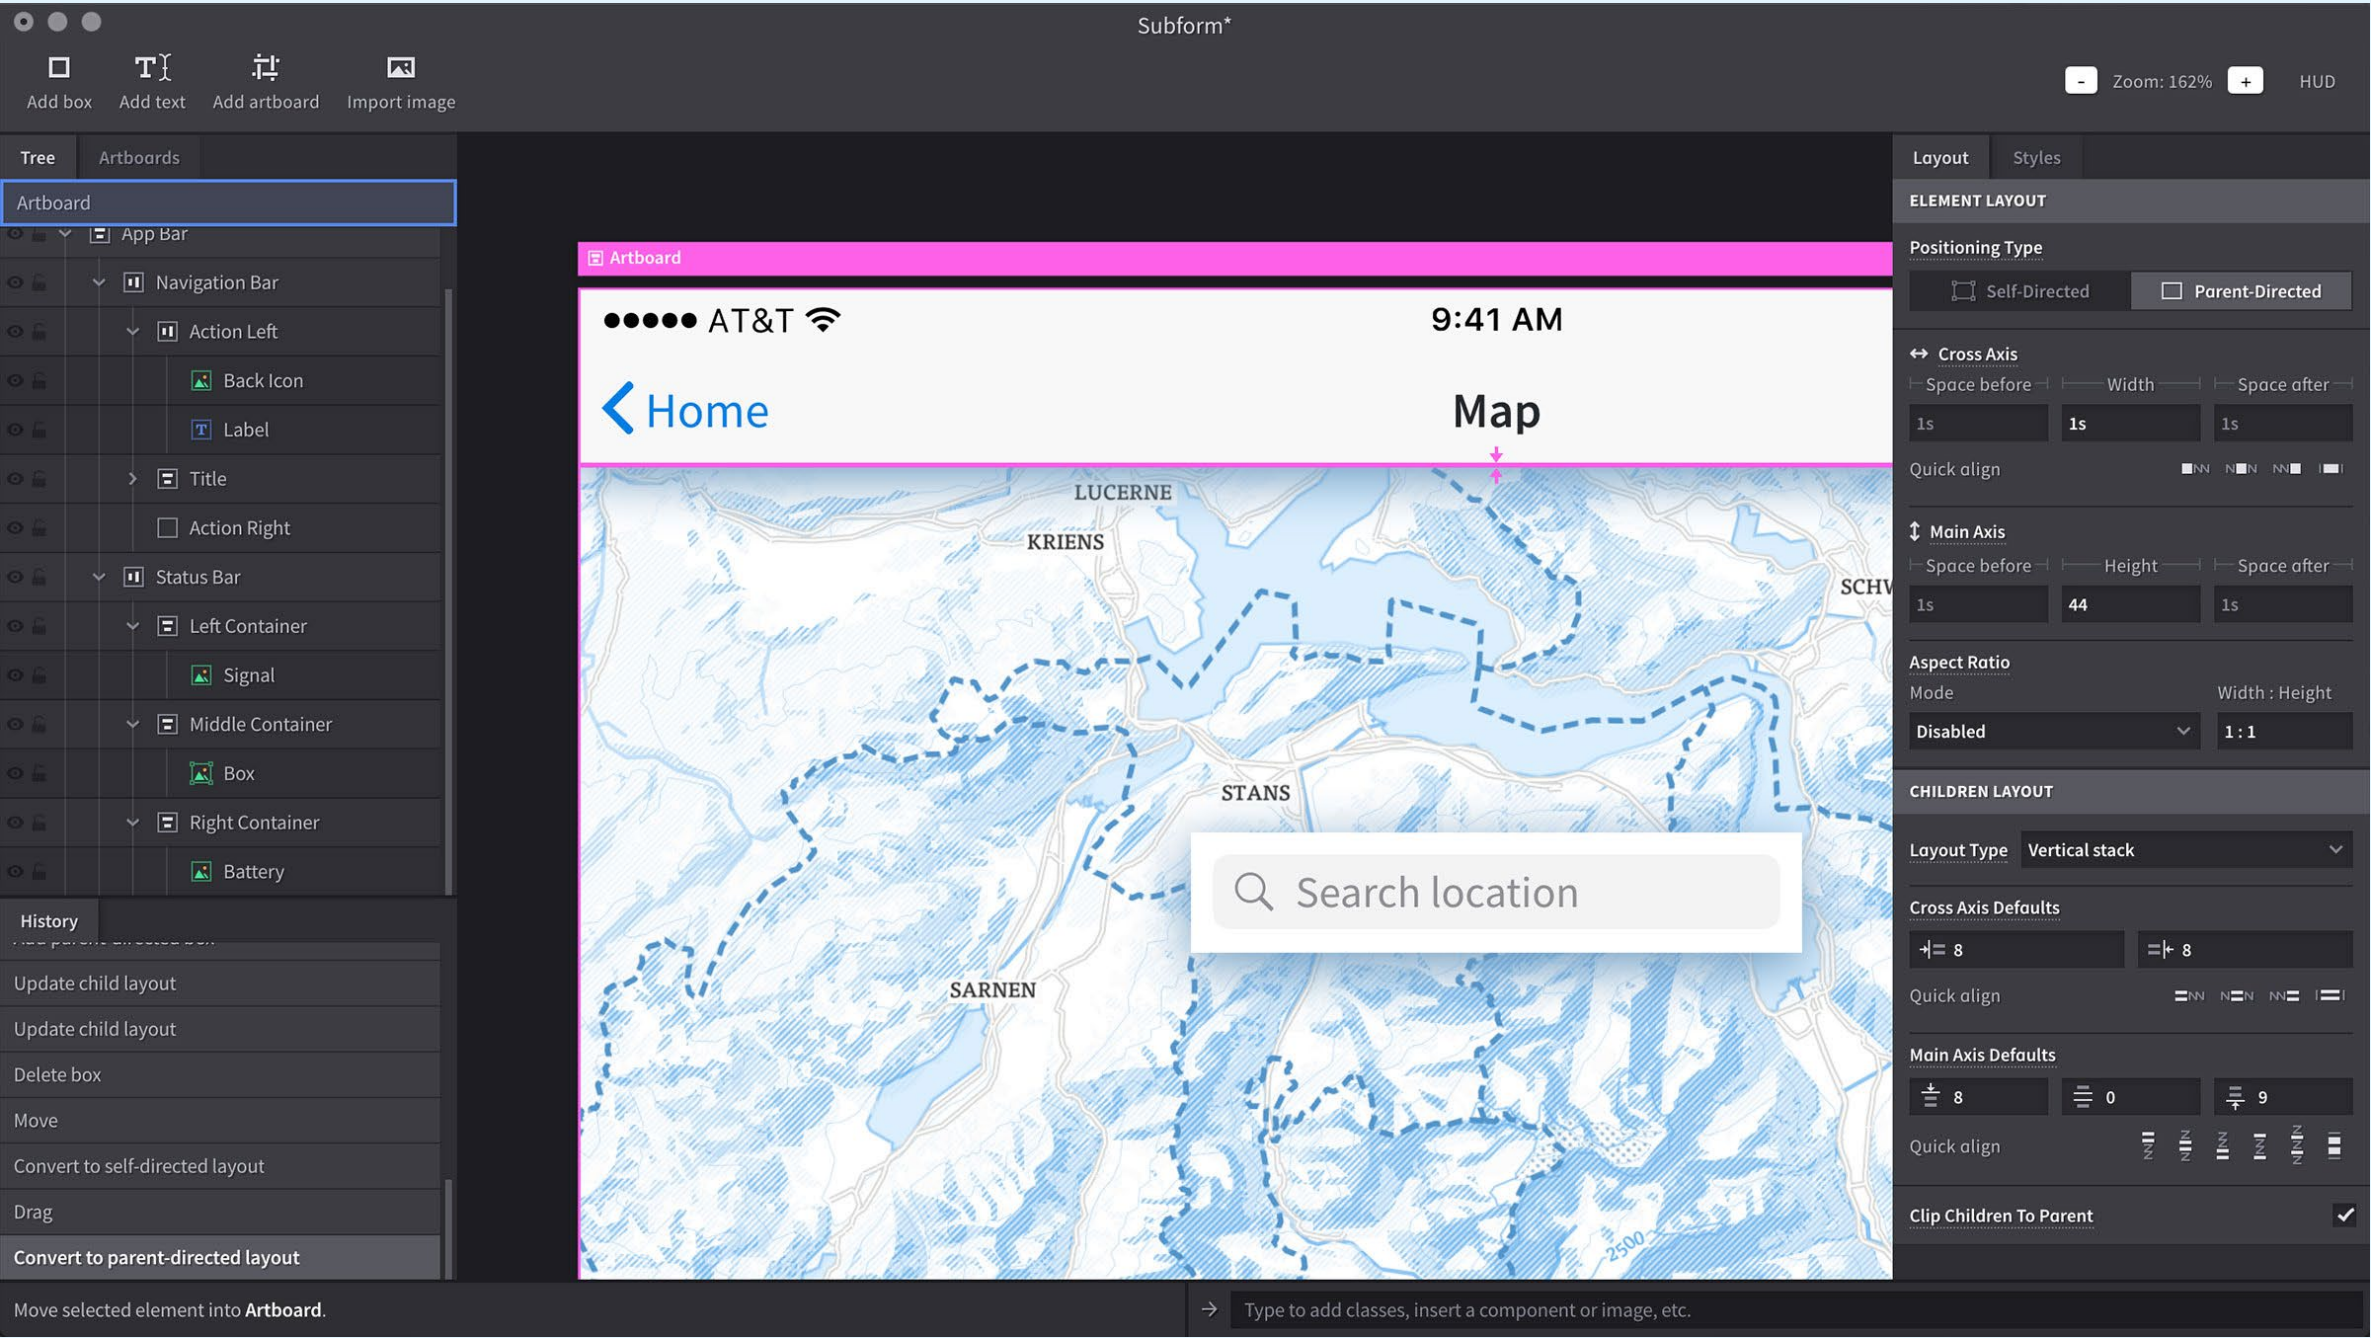 Subform*
Add box
Add text
Add artboard
Import image
-
Zoom: 162%
+
HUD
Tree
Artboards
Artboard
App Bar
Navigation Bar
Action Left
Back Icon
Label
Title
Action Right
Status Bar
Left Container
Signal
Middle Container
Box
Right Container
Battery
History
Add parent-directed box
Update child layout
Update child layout
Delete box
Move
Convert to self-directed layout
Drag
Convert to parent-directed layout
Move selected element into Artboard.
Artboard
AT&T
9:41 AM
Home
Map
LUCERNE
KRIENS
SCHW
STANS
Search location
SARNEN
2500
Type to add classes, insert a component or image, etc.
Layout
Styles
ELEMENT LAYOUT
Positioning Type
Self-Directed
Parent-Directed
Cross Axis
Space before
Width
Space after
1s
1s
1s
Quick align
Main Axis
Space before
Height
Space after
1s
44
1s
Aspect Ratio
Mode
Width : Height
Disabled
1 : 1
CHILDREN LAYOUT
Layout Type
Vertical stack
Cross Axis Defaults
8
8
Quick align
Main Axis Defaults
8
0
9
Quick align
Clip Children To Parent